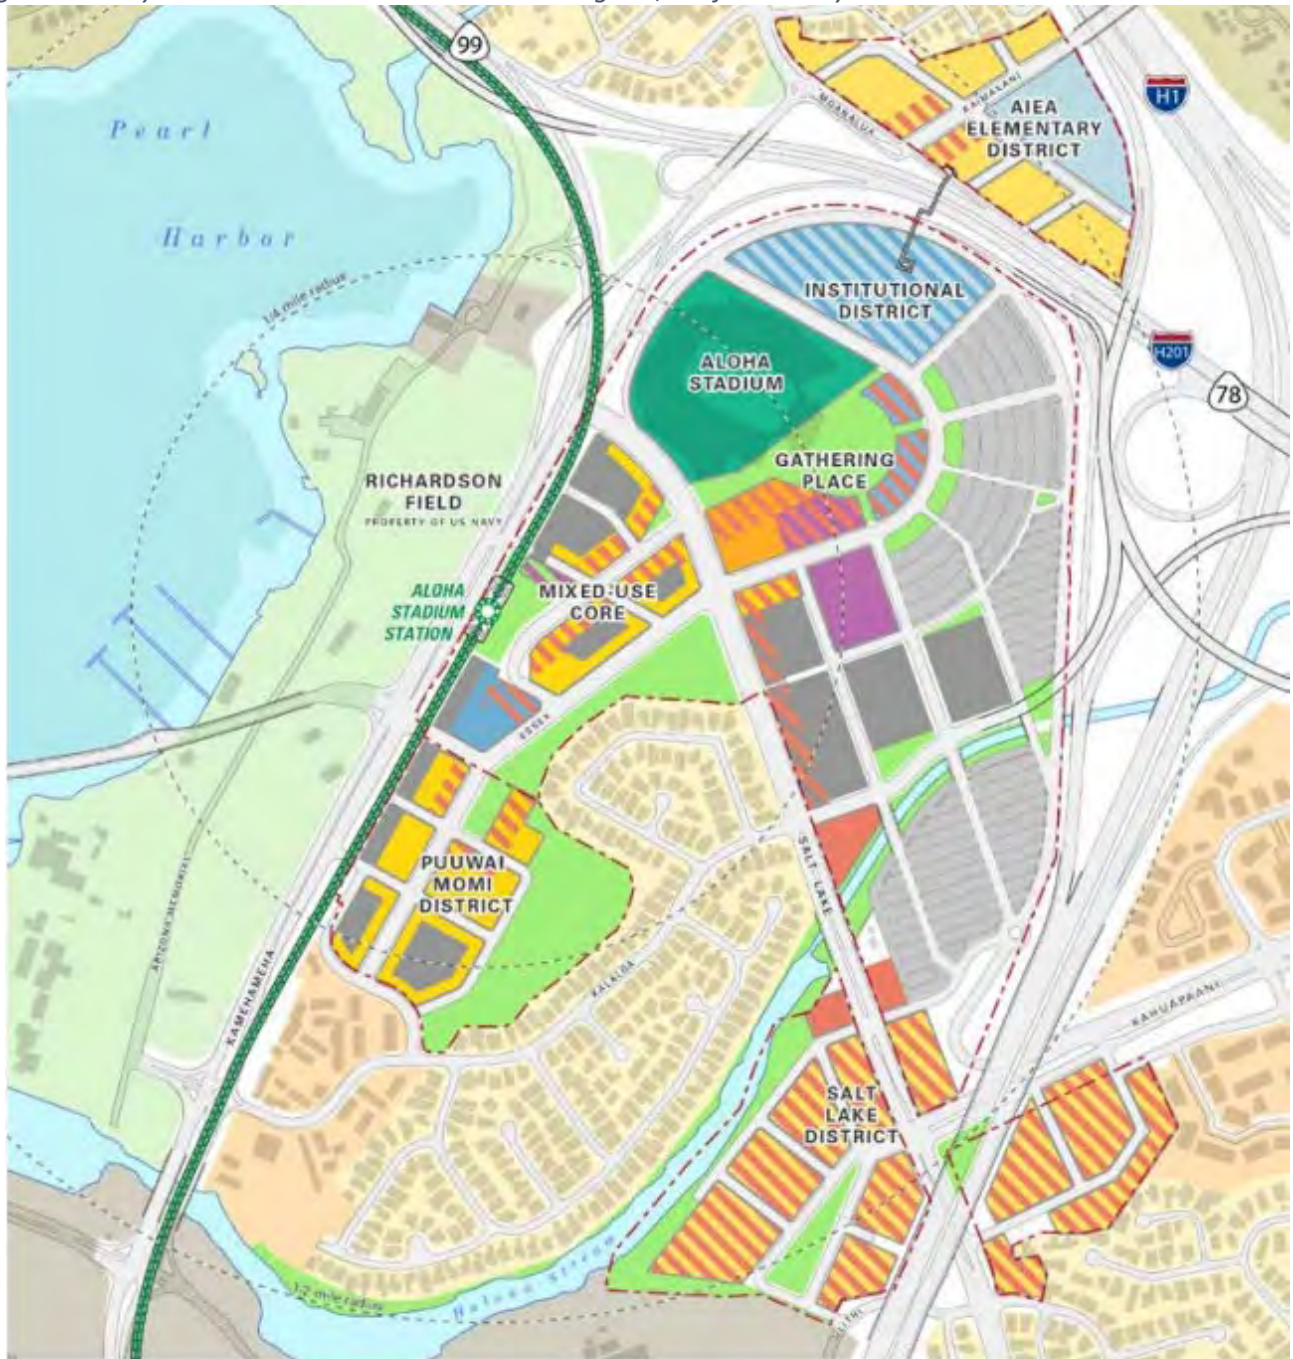 99
H1
Pearl
Harbor
MOANALUA
KAIMALANI
AIEA
ELEMENTARY
DISTRICT
1/4 mile radius
INSTITUTIONAL
DISTRICT
H201
78
ALOHA
STADIUM
GATHERING
PLACE
RICHARDSON
FIELD
PROPERTY OF US NAVY
ALOHA
STADIUM
STATION
MIXED-USE
CORE
ESSEX
PUUWAI
MOMI
DISTRICT
SALT LAKE
ARIZONA MEMORIAL
KAMEHAMEHA
KALALOA
KAHUAPAANI
SALT
LAKE
DISTRICT
1/2 mile radius
Halawa Stream